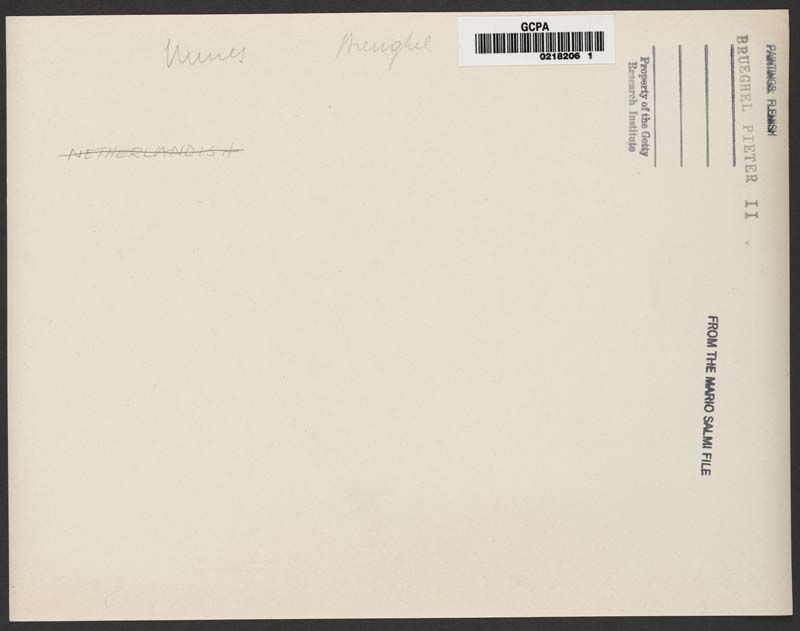 Nunes
Brueghel
GCPA
0218206 1
NETHERLANDISH
PAINTINGS: FLEMISH
BRUEGHEL PIETER II
Property of the Getty
Research Institute
FROM THE MARIO SALMI FILE